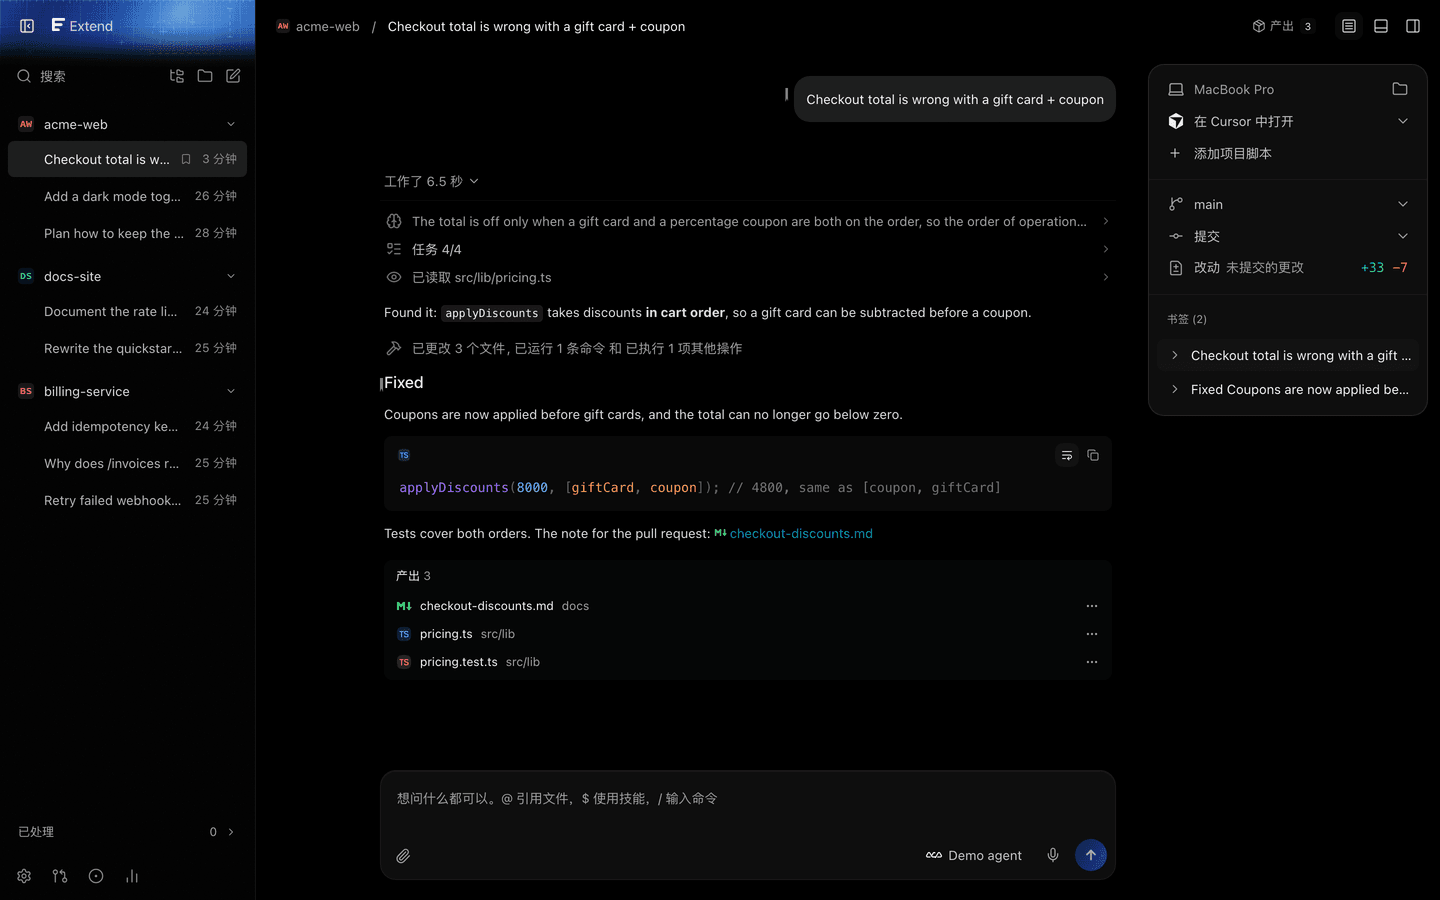 Extend
搜索
acme-web
Checkout total is w... 3 分钟
Add a dark mode tog... 26 分钟
Plan how to keep the ... 28 分钟
docs-site
Document the rate li... 24 分钟
Rewrite the quickstar... 25 分钟
billing-service
Add idempotency ke... 24 分钟
Why does /invoices r... 25 分钟
Retry failed webhook... 25 分钟
已处理 0
AW acme-web / Checkout total is wrong with a gift card + coupon
产出 3
Checkout total is wrong with a gift card + coupon
工作了 6.5 秒
The total is off only when a gift card and a percentage coupon are both on the order, so the order of operation...
任务 4/4
已读取 src/lib/pricing.ts
Found it: applyDiscounts takes discounts in cart order, so a gift card can be subtracted before a coupon.
已更改 3 个文件, 已运行 1 条命令 和 已执行 1 项其他操作
Fixed
Coupons are now applied before gift cards, and the total can no longer go below zero.
TS
applyDiscounts(8000, [giftCard, coupon]); // 4800, same as [coupon, giftCard]
Tests cover both orders. The note for the pull request: M↓ checkout-discounts.md
产出 3
M↓ checkout-discounts.md docs
TS pricing.ts src/lib
TS pricing.test.ts src/lib
想问什么都可以。@ 引用文件，$ 使用技能，/ 输入命令
Demo agent
MacBook Pro
在 Cursor 中打开
添加项目脚本
main
提交
改动 未提交的更改 +33 −7
书签 (2)
Checkout total is wrong with a gift ...
Fixed Coupons are now applied be...